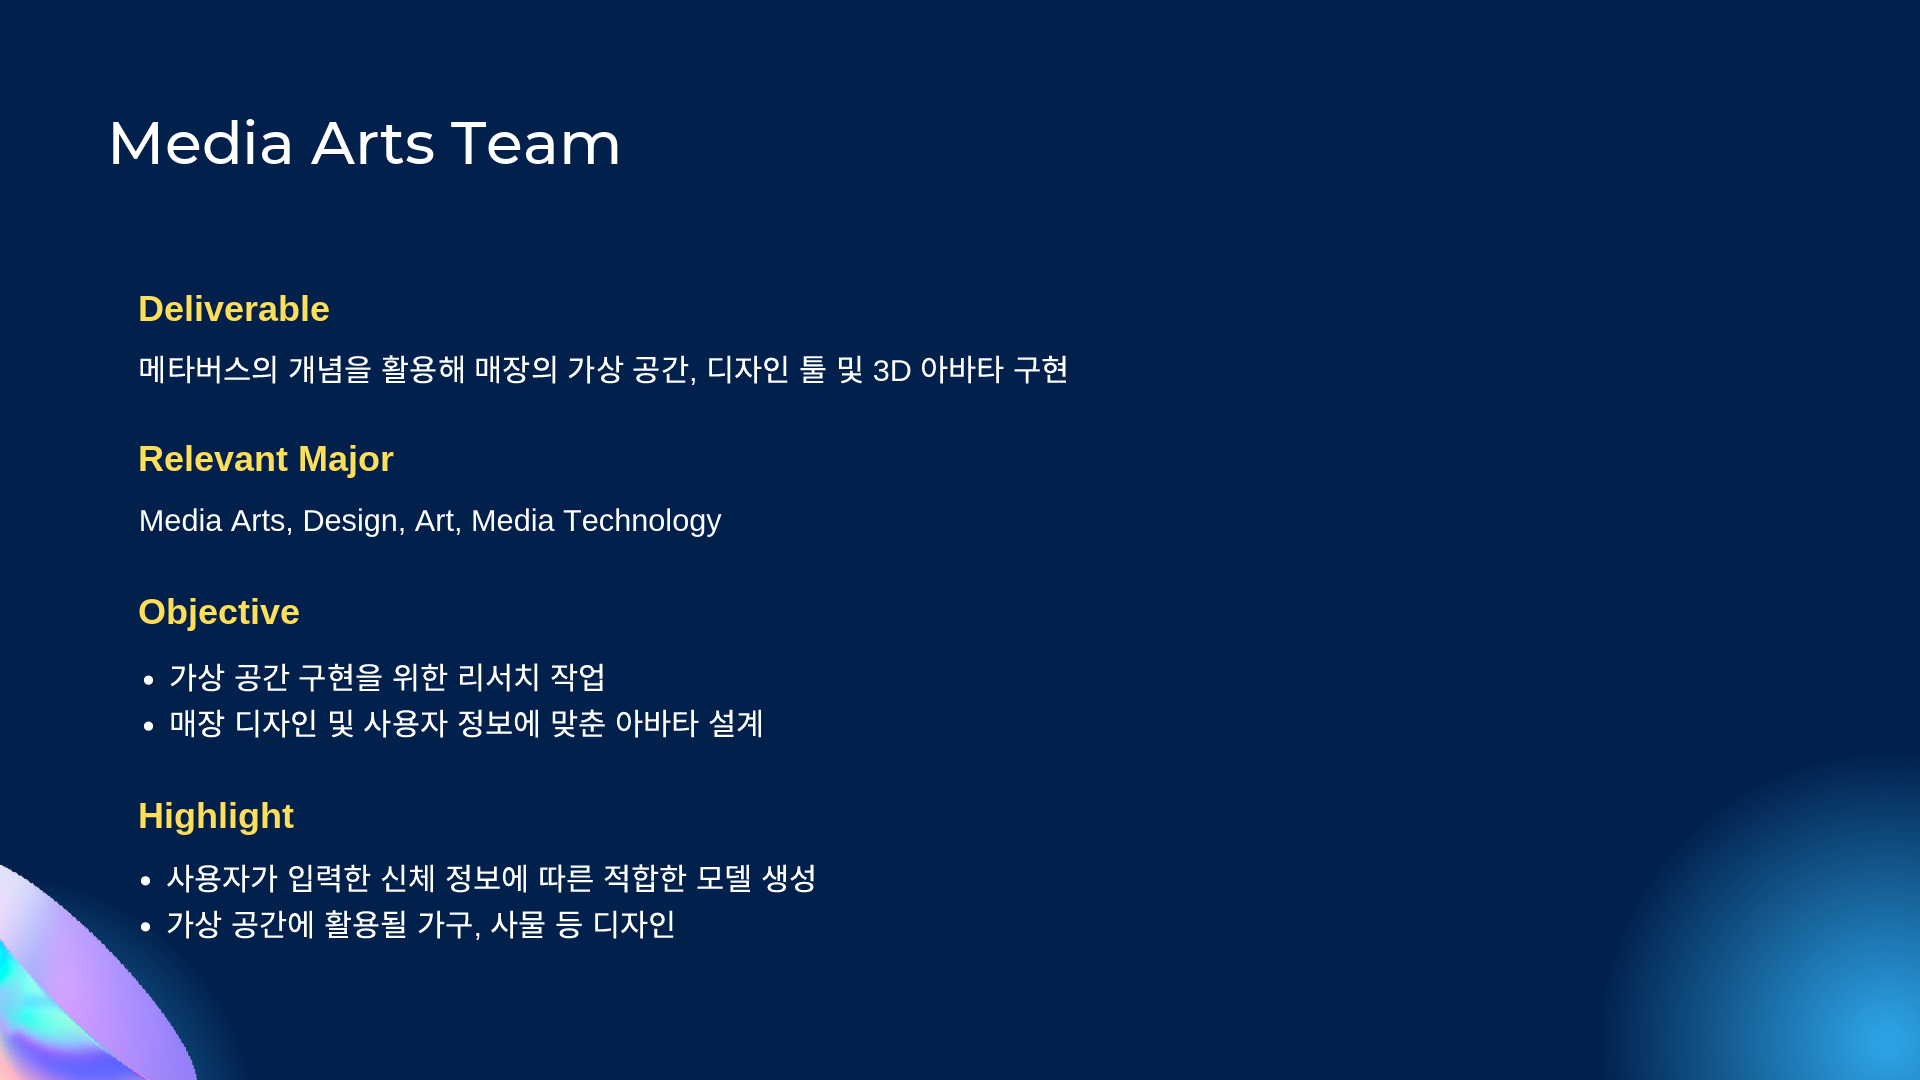 Media Arts Team
Deliverable
메타버스의 개념을 활용해 매장의 가상 공간, 디자인 툴 및 3D 아바타 구현
Relevant Major
Media Arts, Design, Art, Media Technology
Objective
• 가상 공간 구현을 위한 리서치 작업
• 매장 디자인 및 사용자 정보에 맞춘 아바타 설계
Highlight
• 사용자가 입력한 신체 정보에 따른 적합한 모델 생성
• 가상 공간에 활용될 가구, 사물 등 디자인